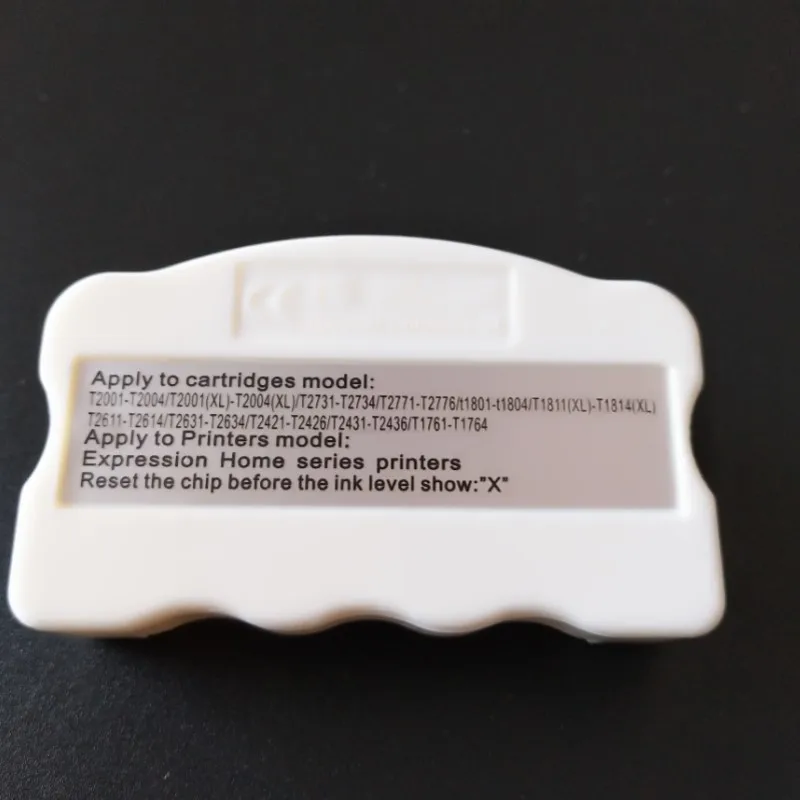 Apply to cartridges model:
T2001-T2004/T2001(XL)-T2004(XL)/T2731-T2734/T2771-T2776/t1801-t1804/T1811(XL)-T1814(XL)
T2611-T2614/T2631-T2634/T2421-T2426/T2431-T2436/T1761-T1764
Apply to Printers model:
Expression Home series printers
Reset the chip before the ink level show:"X"